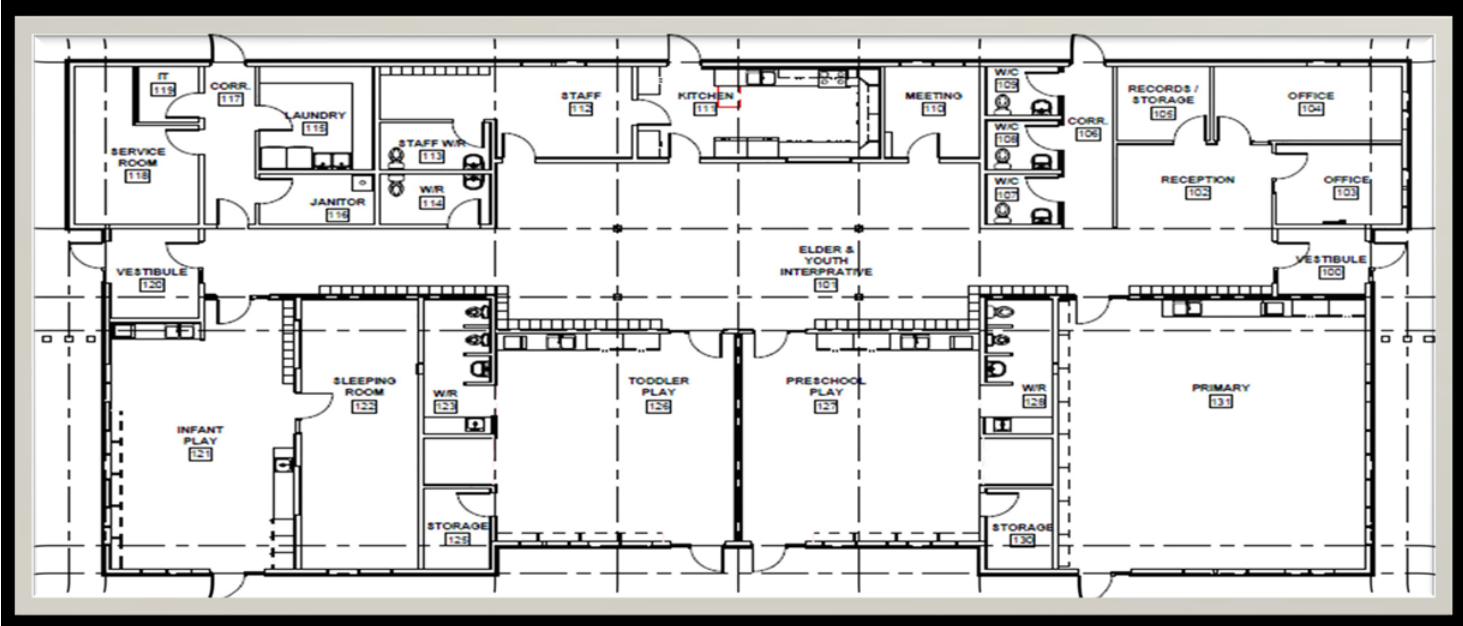 IT
119
CORR.
117
LAUNDRY
115
SERVICE
ROOM
118
STAFF W/R
113
W/R
114
JANITOR
116
STAFF
112
KITCHEN
111
MEETING
110
W/C
109
W/C
108
W/C
107
CORR.
106
RECORDS /
STORAGE
105
OFFICE
104
RECEPTION
102
OFFICE
103
VESTIBULE
120
ELDER &
YOUTH
INTERPRATIVE
101
VESTIBULE
100
INFANT
PLAY
121
SLEEPING
ROOM
122
W/R
123
STORAGE
125
TODDLER
PLAY
126
PRESCHOOL
PLAY
127
W/R
128
STORAGE
130
PRIMARY
131